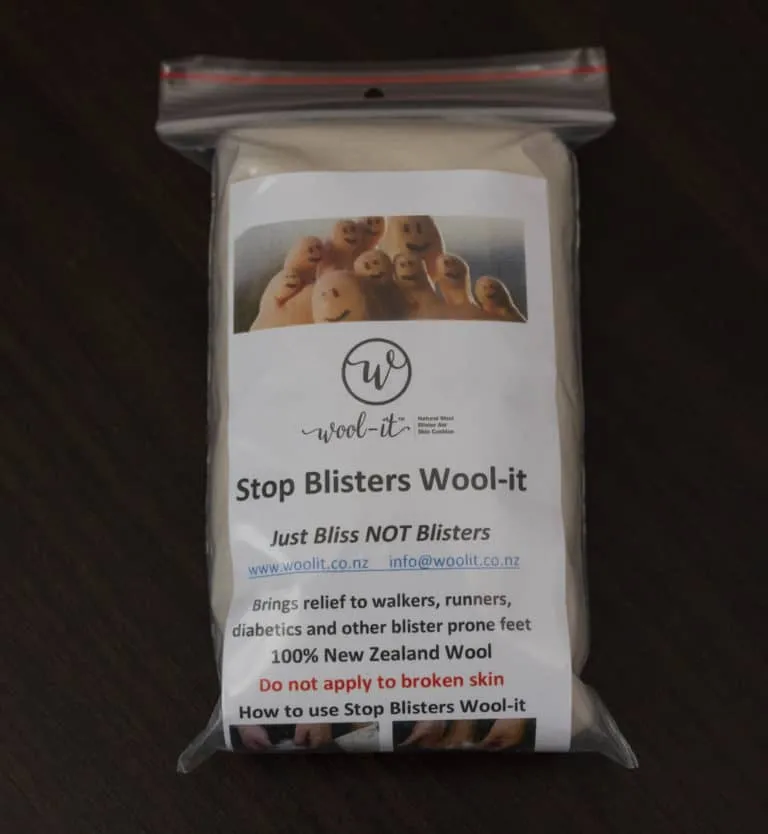 W
wool-it™
Natural Wool
Blister Aid
Skin Cushion
Stop Blisters Wool-it
Just Bliss NOT Blisters
www.woolit.co.nz info@woolit.co.nz
Brings relief to walkers, runners,
diabetics and other blister prone feet
100% New Zealand Wool
Do not apply to broken skin
How to use Stop Blisters Wool-it